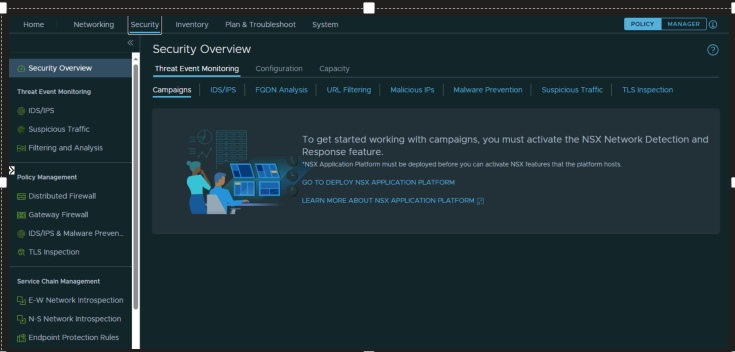 Home Networking Security Inventory Plan & Troubleshoot System POLICY MANAGER
Security Overview
Security Overview
Threat Event Monitoring Configuration Capacity
Campaigns IDS/IPS FQDN Analysis URL Filtering Malicious IPs Malware Prevention Suspicious Traffic TLS Inspection
Threat Event Monitoring
IDS/IPS
Suspicious Traffic
Filtering and Analysis
Policy Management
Distributed Firewall
Gateway Firewall
IDS/IPS & Malware Preven...
TLS Inspection
Service Chain Management
E-W Network Introspection
N-S Network Introspection
Endpoint Protection Rules
To get started working with campaigns, you must activate the NSX Network Detection and
Response feature.
*NSX Application Platform must be deployed before you can activate NSX features that the platform hosts.
GO TO DEPLOY NSX APPLICATION PLATFORM
LEARN MORE ABOUT NSX APPLICATION PLATFORM